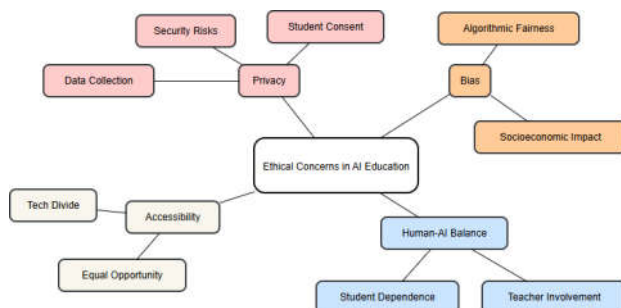 Security Risks
Student Consent
Algorithmic Fairness
Data Collection
Privacy
Bias
Socioeconomic Impact
Ethical Concerns in AI Education
Tech Divide
Accessibility
Human-AI Balance
Equal Opportunity
Student Dependence
Teacher Involvement